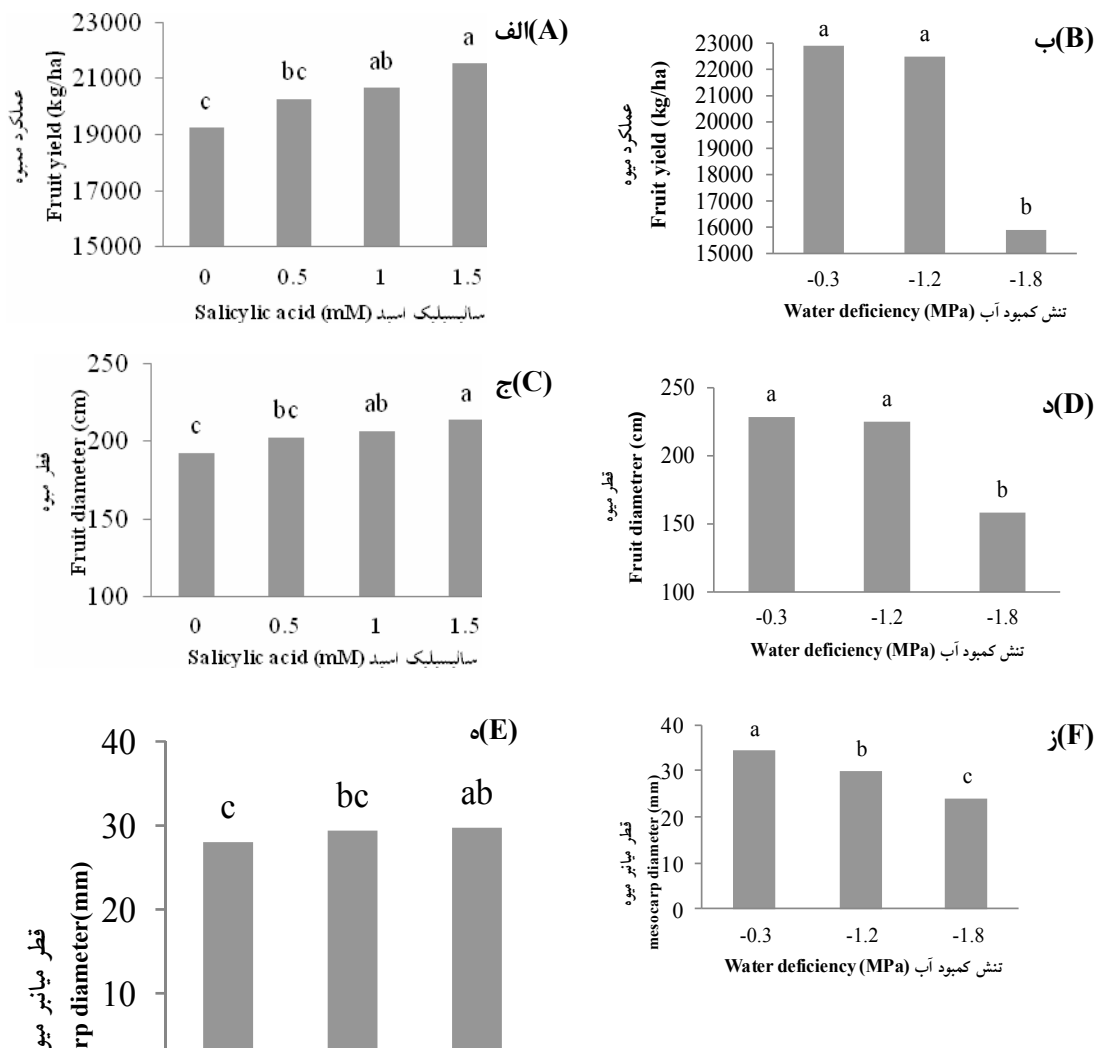 الف(A)
عملکرد میوه
Fruit yield (kg/ha)
23000
21000
19000
17000
15000
c
bc
ab
a
0 0.5 1 1.5
Salicylic acid (mM) سالیسیلیک اسید
ب(B)
عملکرد میوه
Fruit yield (kg/ha)
23000
22000
21000
20000
19000
18000
17000
16000
15000
a
a
b
-0.3 -1.2 -1.8
Water deficiency (MPa) تنش کمبود آب
ج(C)
قطر میوه
Fruit diameter (cm)
250
200
150
100
c
bc
ab
a
0 0.5 1 1.5
Salicylic acid (mM) سالیسیلیک اسید
د(D)
قطر میوه
Fruit diametrer (cm)
250
200
150
100
a
a
b
-0.3 -1.2 -1.8
Water deficiency (MPa) تنش کمبود آب
ه(E)
قطر میانبر
diameter(mm)
40
30
20
10
c
bc
ab
ز(F)
قطر میانبر میوه
mesocarp diameter (mm)
40
30
20
10
0
a
b
c
-0.3 -1.2 -1.8
Water deficiency (MPa) تنش کمبود آب